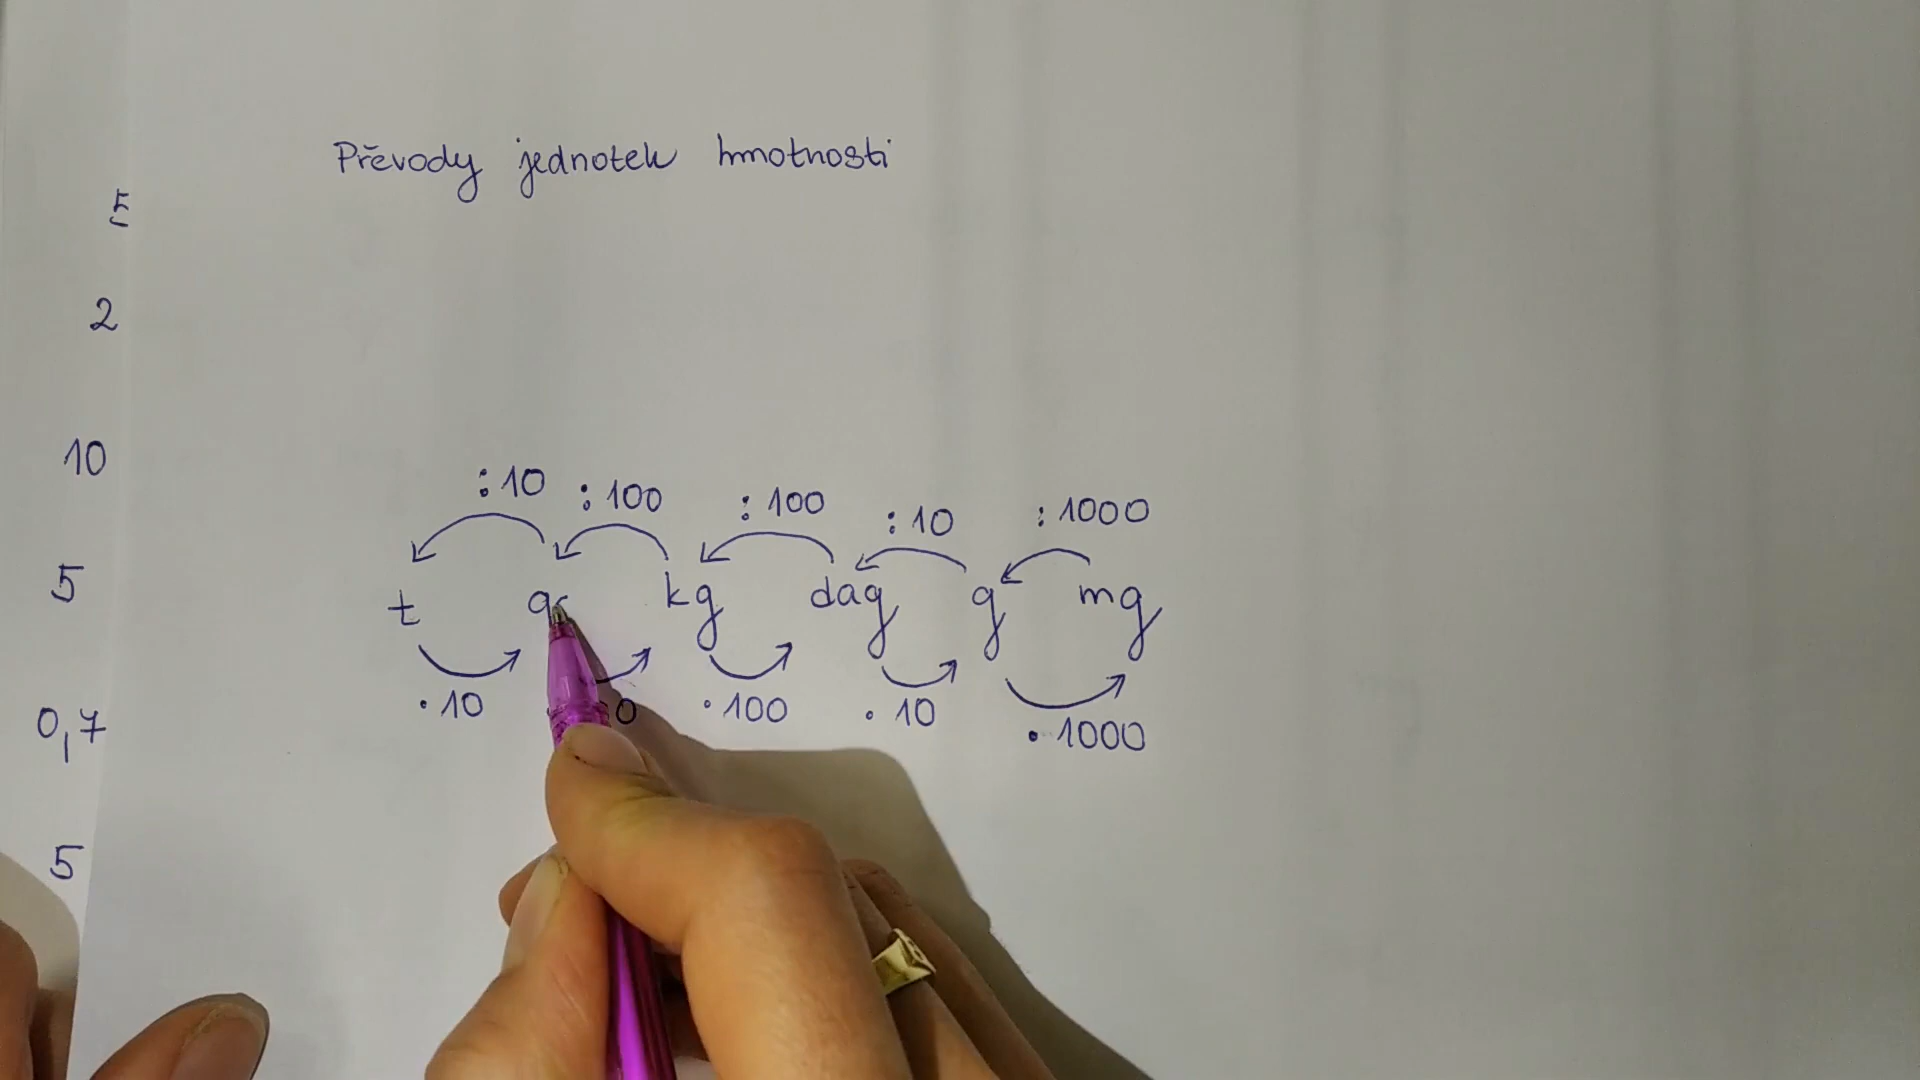 Převody jednotek hmotnosti
5
2
10
:10 :100 :100 :10 :1000
5
t q kg dag g mg
·10 ·100 ·10 ·1000
0,7
5